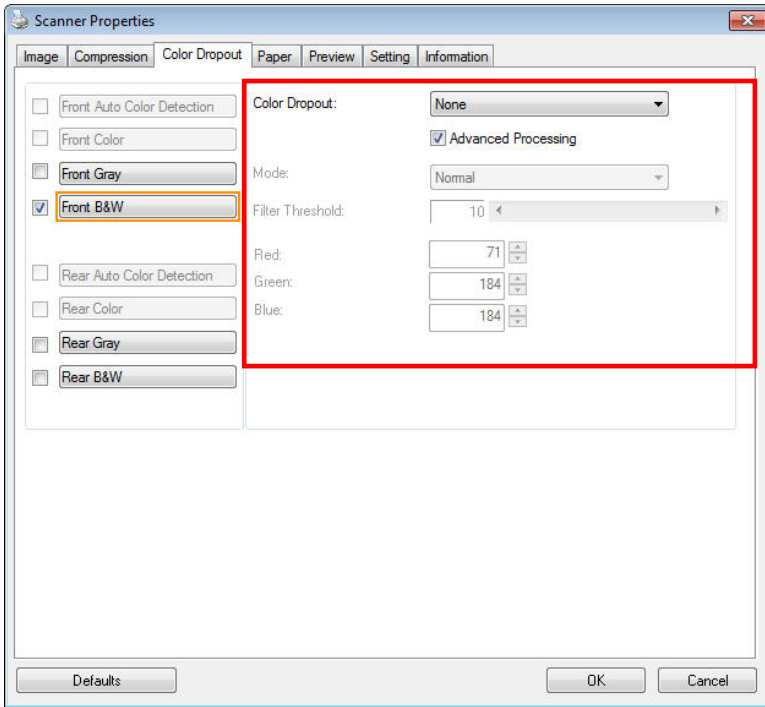 Scanner Properties
Image Compression Color Dropout Paper Preview Setting Information
Front Auto Color Detection
Front Color
Front Gray
Front B&W
Rear Auto Color Detection
Rear Color
Rear Gray
Rear B&W
Color Dropout: None
Advanced Processing
Mode: Normal
Filter Threshold: 10
Red: 71
Green: 184
Blue: 184
Defaults OK Cancel